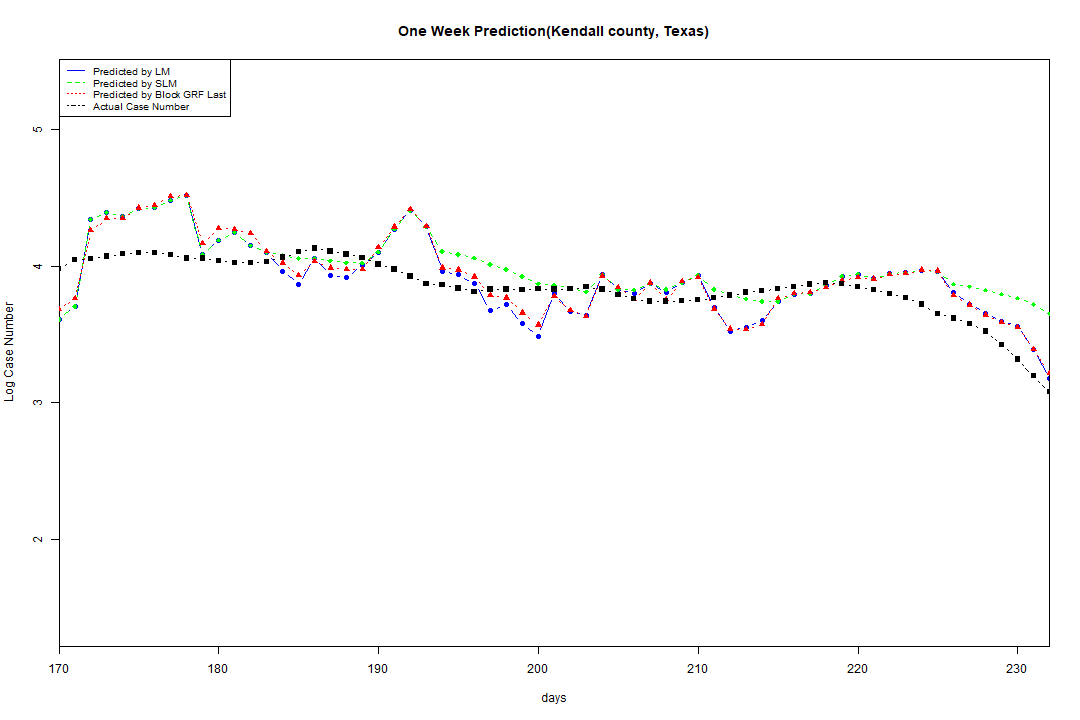 One Week Prediction(Kendall county, Texas)
Predicted by LM
Predicted by SLM
Predicted by Block GRF Last
Actual Case Number
5
4
3
2
Log Case Number
170 180 190 200 210 220 230
days